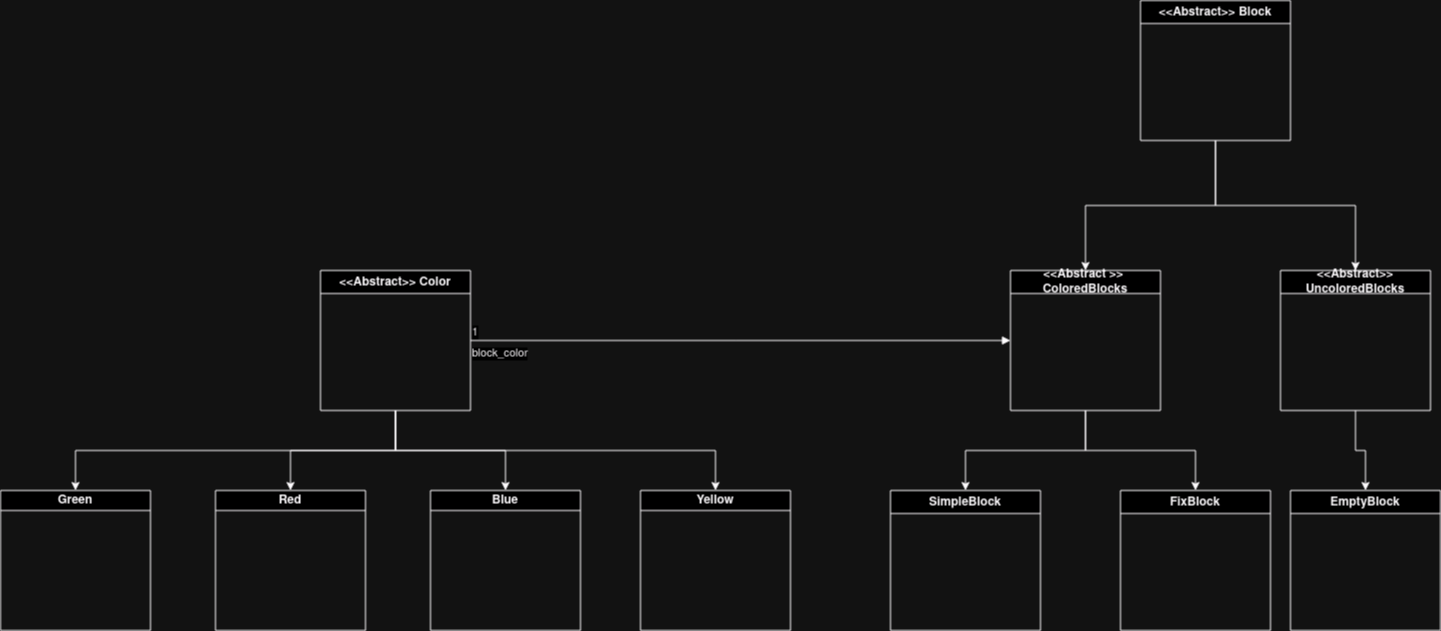 <<Abstract>> Block
<<Abstract>> Color
<<Abstract >>
ColoredBlocks
<<Abstract>>
UncoloredBlocks
1
block_color
Green
Red
Blue
Yellow
SimpleBlock
FixBlock
EmptyBlock